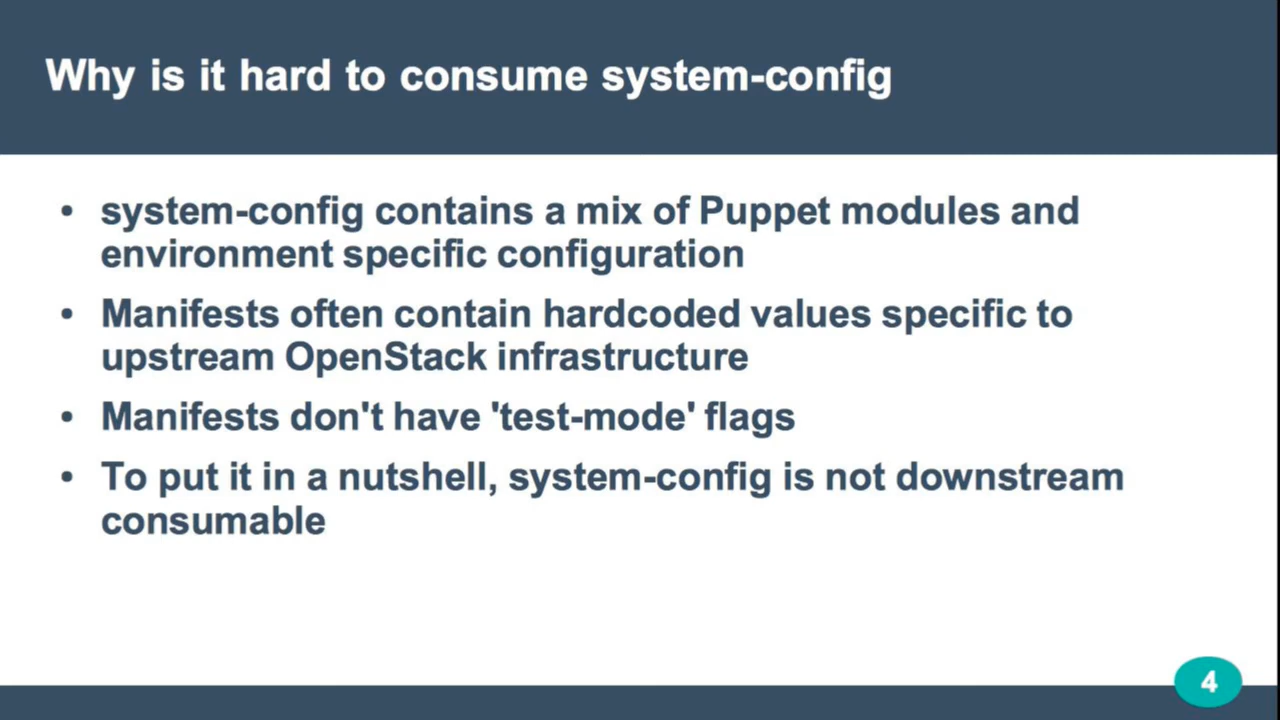 Why is it hard to consume system-config
• system-config contains a mix of Puppet modules and
environment specific configuration
• Manifests often contain hardcoded values specific to
upstream OpenStack infrastructure
• Manifests don't have 'test-mode' flags
• To put it in a nutshell, system-config is not downstream
consumable
4